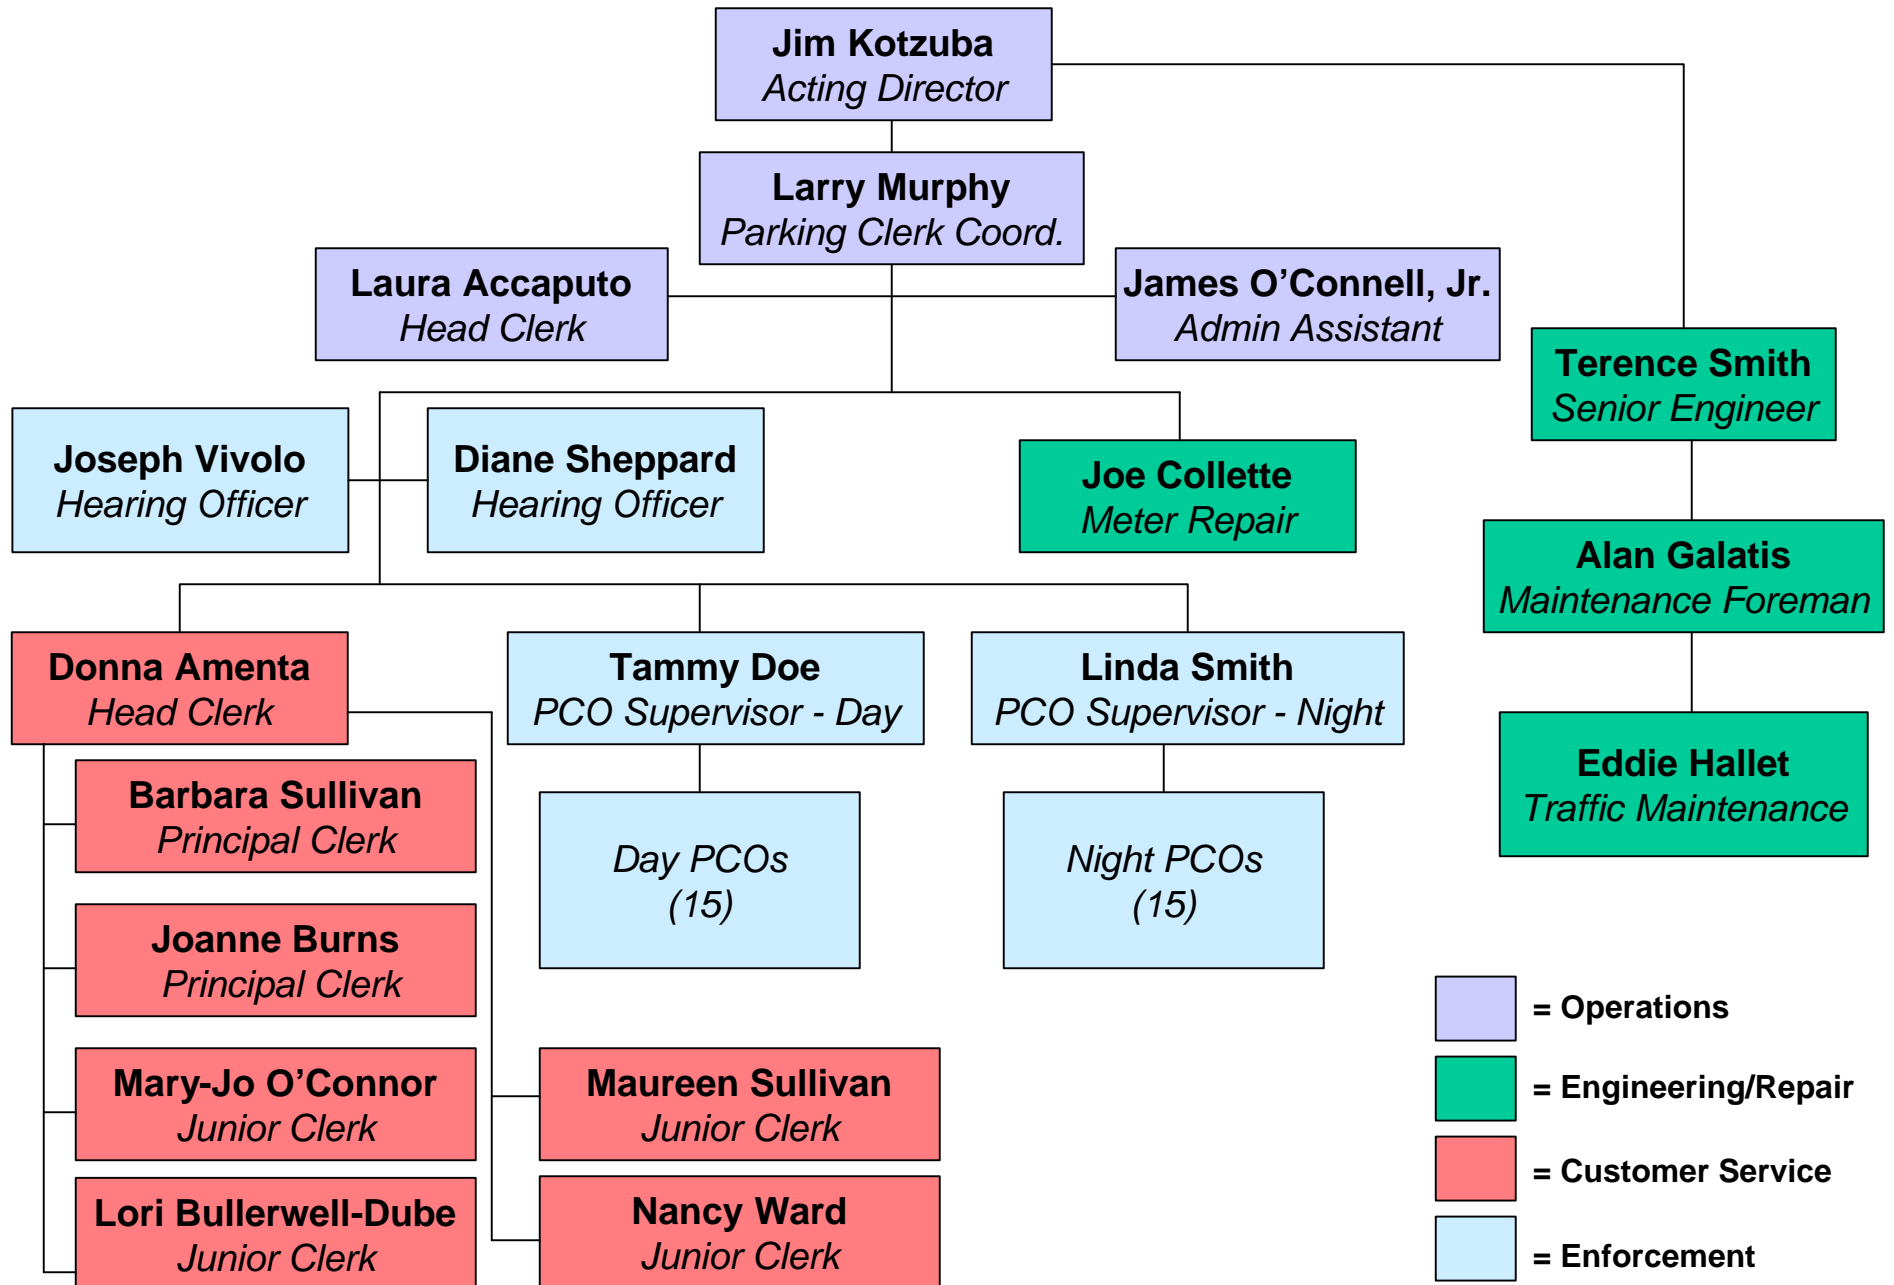 Jim Kotzuba
Acting Director
Larry Murphy
Parking Clerk Coord.
Laura Accaputo
Head Clerk
James O’Connell, Jr.
Admin Assistant
Terence Smith
Senior Engineer
Joseph Vivolo
Hearing Officer
Diane Sheppard
Hearing Officer
Joe Collette
Meter Repair
Alan Galatis
Maintenance Foreman
Donna Amenta
Head Clerk
Tammy Doe
PCO Supervisor - Day
Linda Smith
PCO Supervisor - Night
Eddie Hallet
Traffic Maintenance
Barbara Sullivan
Principal Clerk
Day PCOs
(15)
Night PCOs
(15)
Joanne Burns
Principal Clerk
Mary-Jo O’Connor
Junior Clerk
Maureen Sullivan
Junior Clerk
Lori Bullerwell-Dube
Junior Clerk
Nancy Ward
Junior Clerk
= Operations
= Engineering/Repair
= Customer Service
= Enforcement